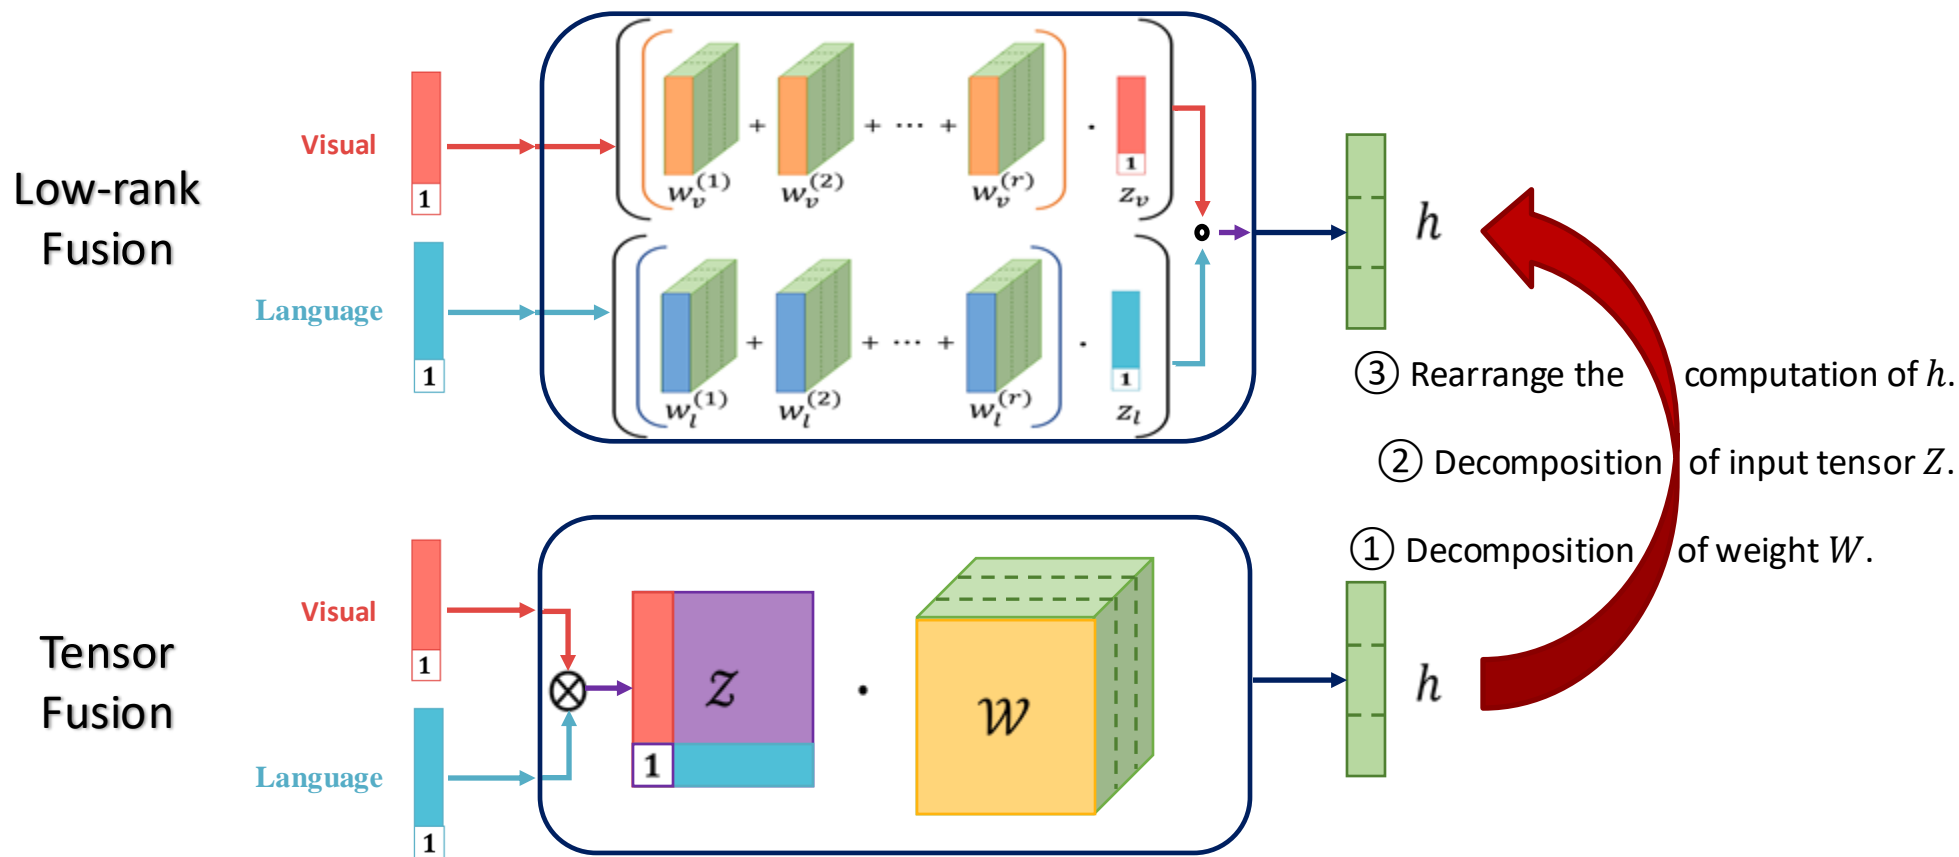 Low-rank
Fusion
Visual
1
Language
1
w_v^{(1)} + w_v^{(2)} + ⋯ + w_v^{(r)} · 1 z_v
w_l^{(1)} + w_l^{(2)} + ⋯ + w_l^{(r)} · 1 z_l
h
③ Rearrange the computation of h.
② Decomposition of input tensor Z.
① Decomposition of weight W.
Tensor
Fusion
Visual
1
Language
1
⊗
Z
1
·
W
h